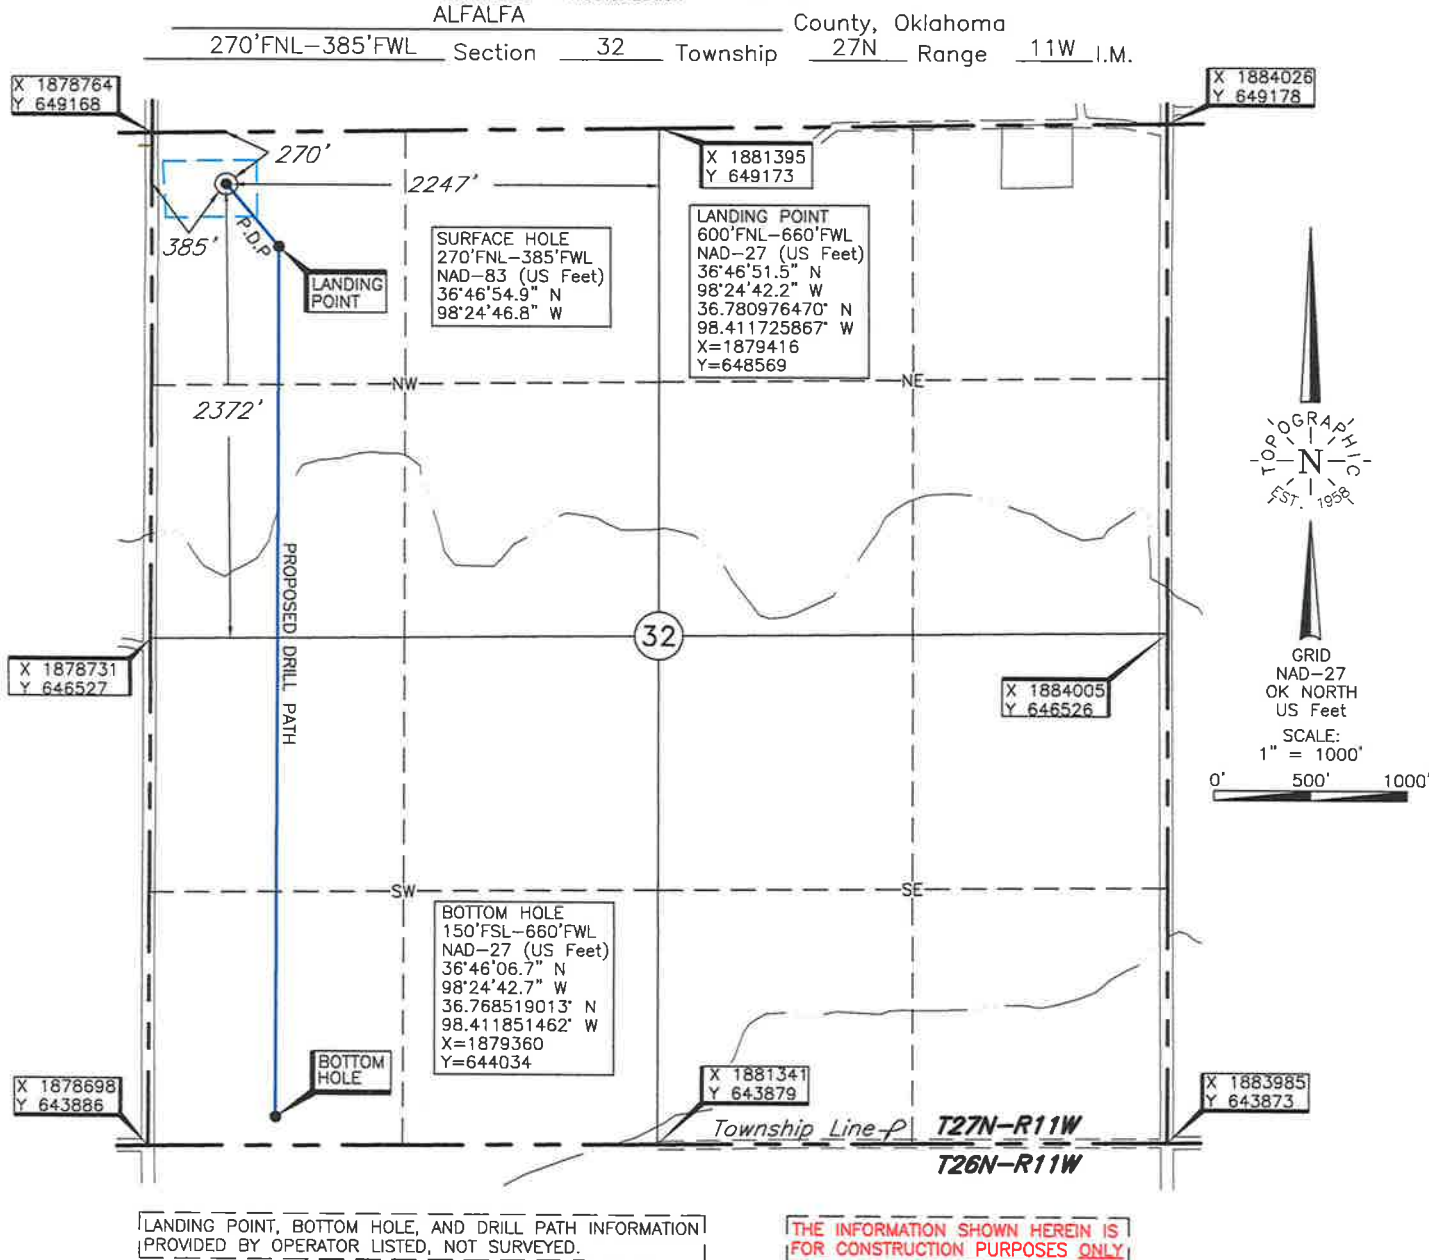 ALFALFA
County, Oklahoma
270'FNL-385'FWL Section 32 Township 27N Range 11W I.M.
X 1878764
Y 649168
X 1884026
Y 649178
270'
X 1881395
Y 649173
2247'
385'
P.D.P
LANDING
POINT
SURFACE HOLE
270'FNL-385'FWL
NAD-83 (US Feet)
36°46'54.9" N
98°24'46.8" W
LANDING POINT
600'FNL-660'FWL
NAD-27 (US Feet)
36°46'51.5" N
98°24'42.2" W
36.780976470° N
98.411725867° W
X=1879416
Y=648569
NW
NE
2372'
TOPOGRAPHIC
N
EST. 1958
PROPOSED DRILL PATH
32
X 1878731
Y 646527
X 1884005
Y 646526
GRID
NAD-27
OK NORTH
US Feet
SCALE:
1" = 1000'
0' 500' 1000'
SW
SE
BOTTOM HOLE
150'FSL-660'FWL
NAD-27 (US Feet)
36°46'06.7" N
98°24'42.7" W
36.768519013° N
98.411851462° W
X=1879360
Y=644034
BOTTOM
HOLE
X 1878698
Y 643886
X 1881341
Y 643879
X 1883985
Y 643873
Township Line
T27N-R11W
T26N-R11W
LANDING POINT, BOTTOM HOLE, AND DRILL PATH INFORMATION
PROVIDED BY OPERATOR LISTED, NOT SURVEYED.
THE INFORMATION SHOWN HEREIN IS
FOR CONSTRUCTION PURPOSES ONLY